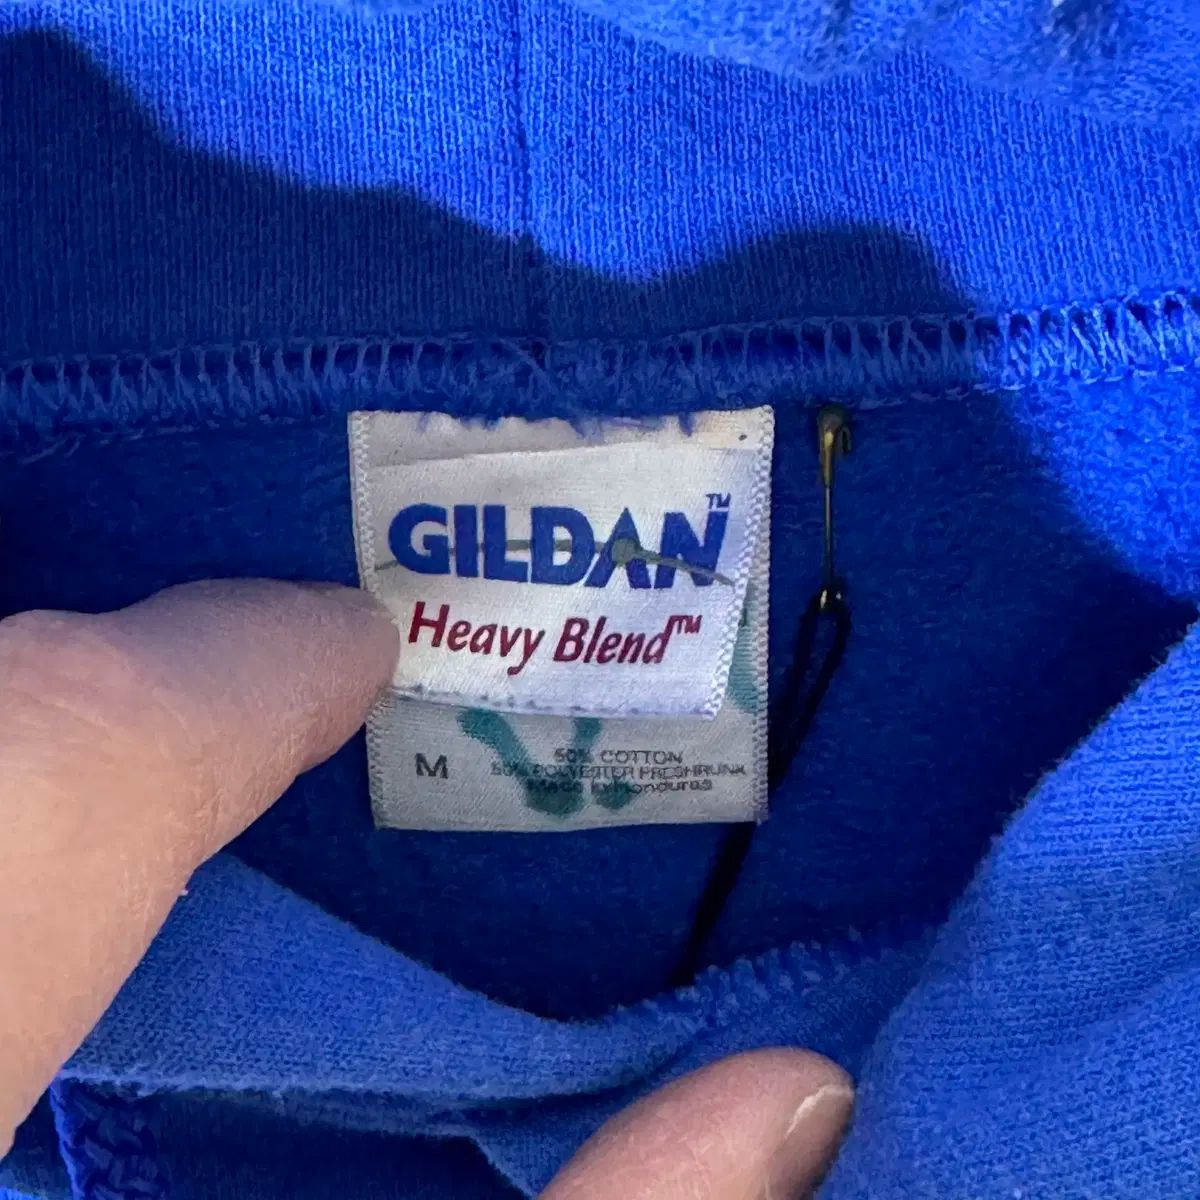 GILDAN™
Heavy Blend™
M
50% COTTON
50% POLYESTER PRESHRUNK
Made in Honduras